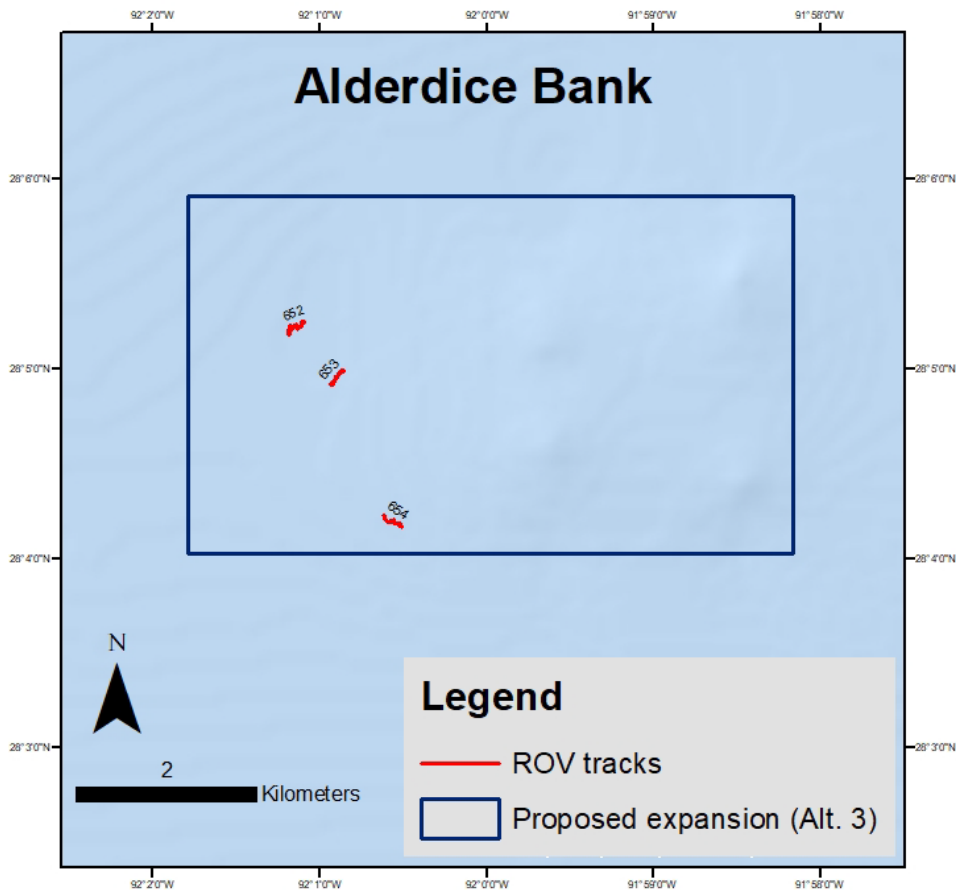 92°2'0"W 92°1'0"W 92°0'0"W 91°59'0"W 91°58'0"W
Alderdice Bank
28°6'0"N 28°6'0"N
652
28°5'0"N 28°5'0"N
653
654
28°4'0"N 28°4'0"N
N
Legend
28°3'0"N 28°3'0"N
ROV tracks
2
Kilometers
Proposed expansion (Alt. 3)
92°2'0"W 92°1'0"W 92°0'0"W 91°59'0"W 91°58'0"W